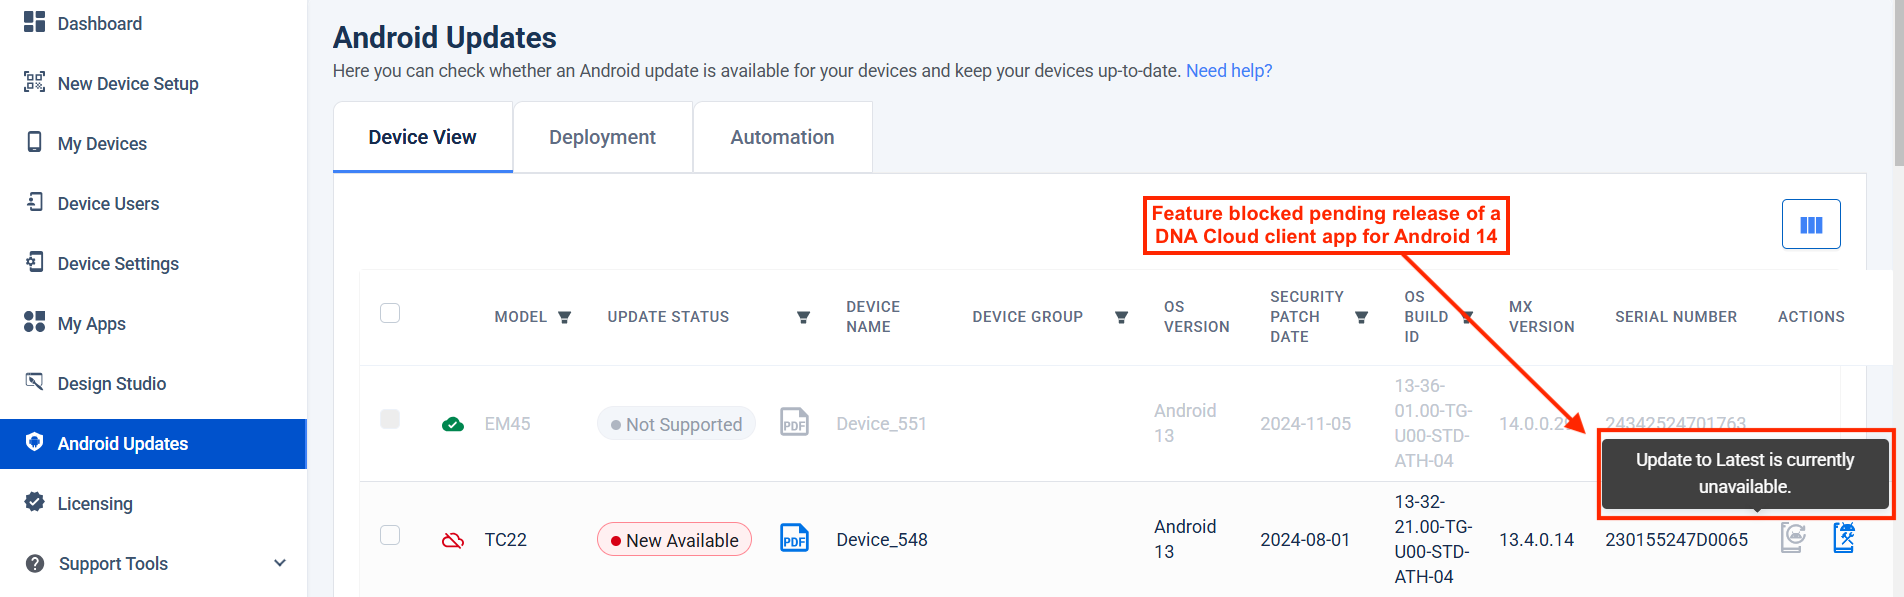 Dashboard
New Device Setup
My Devices
Device Users
Device Settings
My Apps
Design Studio
Android Updates
Licensing
Support Tools
Android Updates
Here you can check whether an Android update is available for your devices and keep your devices up-to-date. Need help?
Device View
Deployment
Automation
Feature blocked pending release of a
DNA Cloud client app for Android 14
MODEL
UPDATE STATUS
DEVICE
NAME
DEVICE GROUP
OS
VERSION
SECURITY
PATCH
DATE
OS
BUILD
ID
MX
VERSION
SERIAL NUMBER
ACTIONS
EM45
Not Supported
PDF
Device_551
Android
13
2024-11-05
13-36-
01.00-TG-
U00-STD-
ATH-04
24342524701763
Update to Latest is currently
unavailable.
TC22
New Available
PDF
Device_548
Android
13
2024-08-01
13-32-
21.00-TG-
U00-STD-
ATH-04
13.4.0.14
230155247D0065